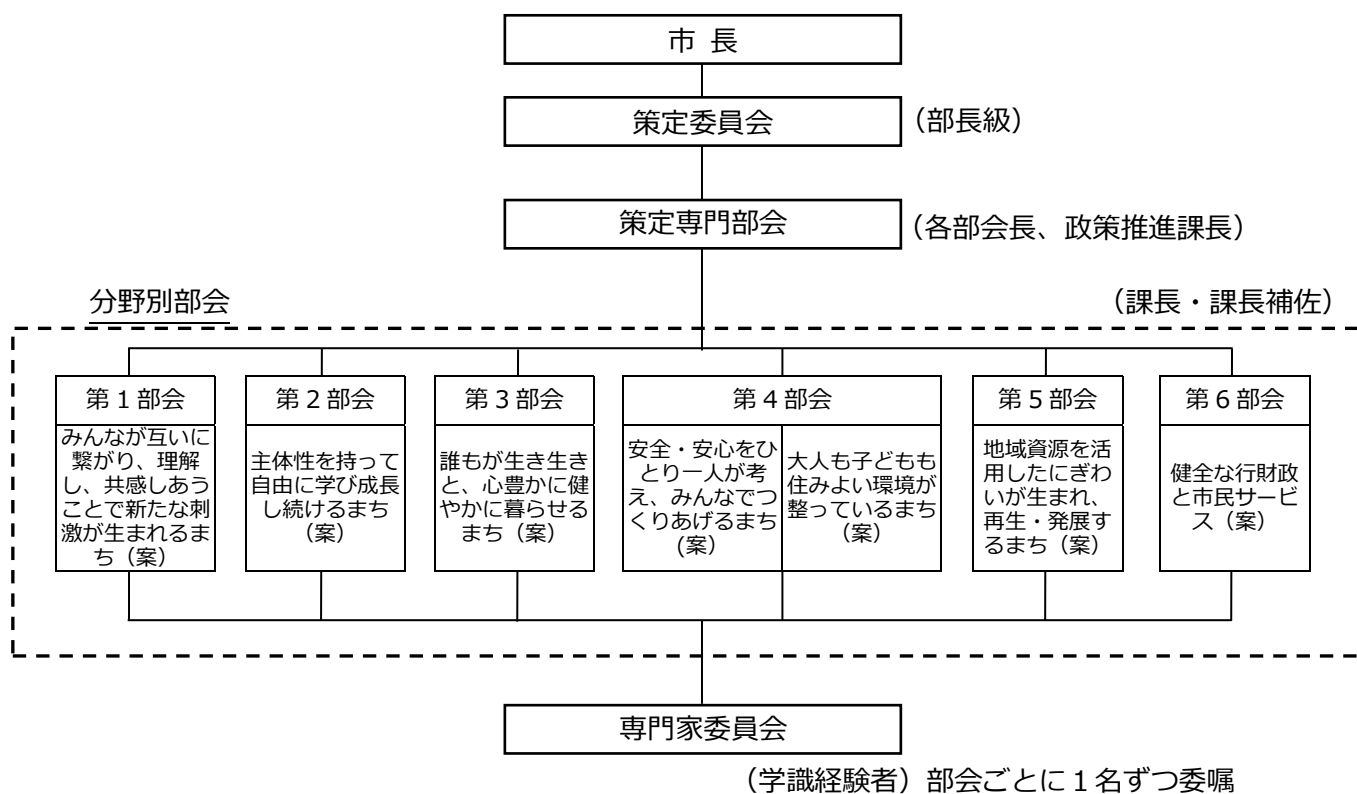 市 長
策定委員会
（部長級）
策定専門部会
（各部会長、政策推進課長）
分野別部会
（課長・課長補佐）
第１部会
みんなが互いに
繋がり、理解
し、共感しあう
ことで新たな刺
激が生まれるま
ち（案）
第２部会
主体性を持って
自由に学び成長
し続けるまち
（案）
第３部会
誰もが生き生き
と、心豊かに健
やかに暮らせる
まち（案）
第４部会
安全・安心をひ
とり一人が考
え、みんなでつ
くりあげるまち
(案）
大人も子どもも
住みよい環境が
整っているまち
（案）
第５部会
地域資源を活
用したにぎわ
いが生まれ、
再生・発展す
るまち（案）
第６部会
健全な行財政
と市民サービ
ス（案）
専門家委員会
（学識経験者）部会ごとに１名ずつ委嘱